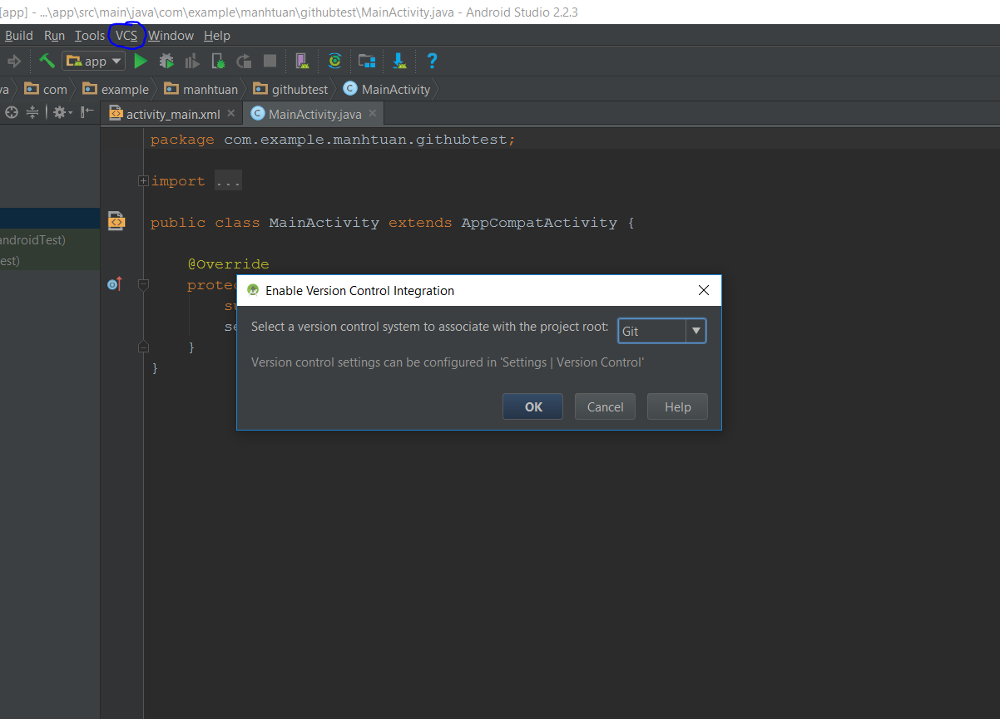 [app] - ...\app\src\main\java\com\example\manhtuan\githubtest\MainActivity.java - Android Studio 2.2.3
Build Run Tools VCS Window Help
app ?
com example manhtuan githubtest C MainActivity
activity_main.xml C MainActivity.java
package com.example.manhtuan.githubtest;
import ...
public class MainActivity extends AppCompatActivity {
androidTest)
est)
@Override
protec
Enable Version Control Integration
su
se
Select a version control system to associate with the project root: Git
}
}
Version control settings can be configured in 'Settings | Version Control'
OK Cancel Help